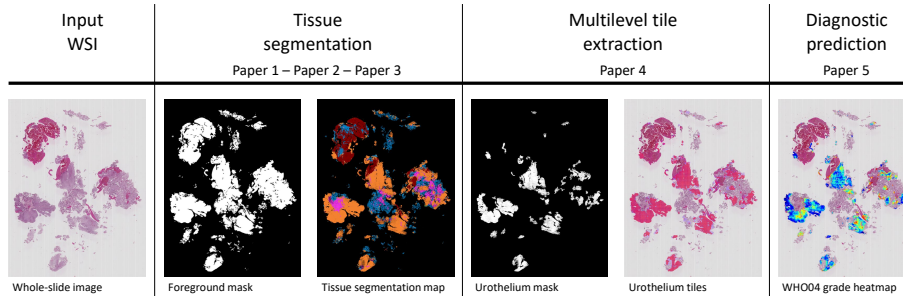 Input
WSI
Tissue
segmentation
Paper 1 – Paper 2 – Paper 3
Multilevel tile
extraction
Paper 4
Diagnostic
prediction
Paper 5
Whole-slide image
Foreground mask
Tissue segmentation map
Urothelium mask
Urothelium tiles
WHO04 grade heatmap